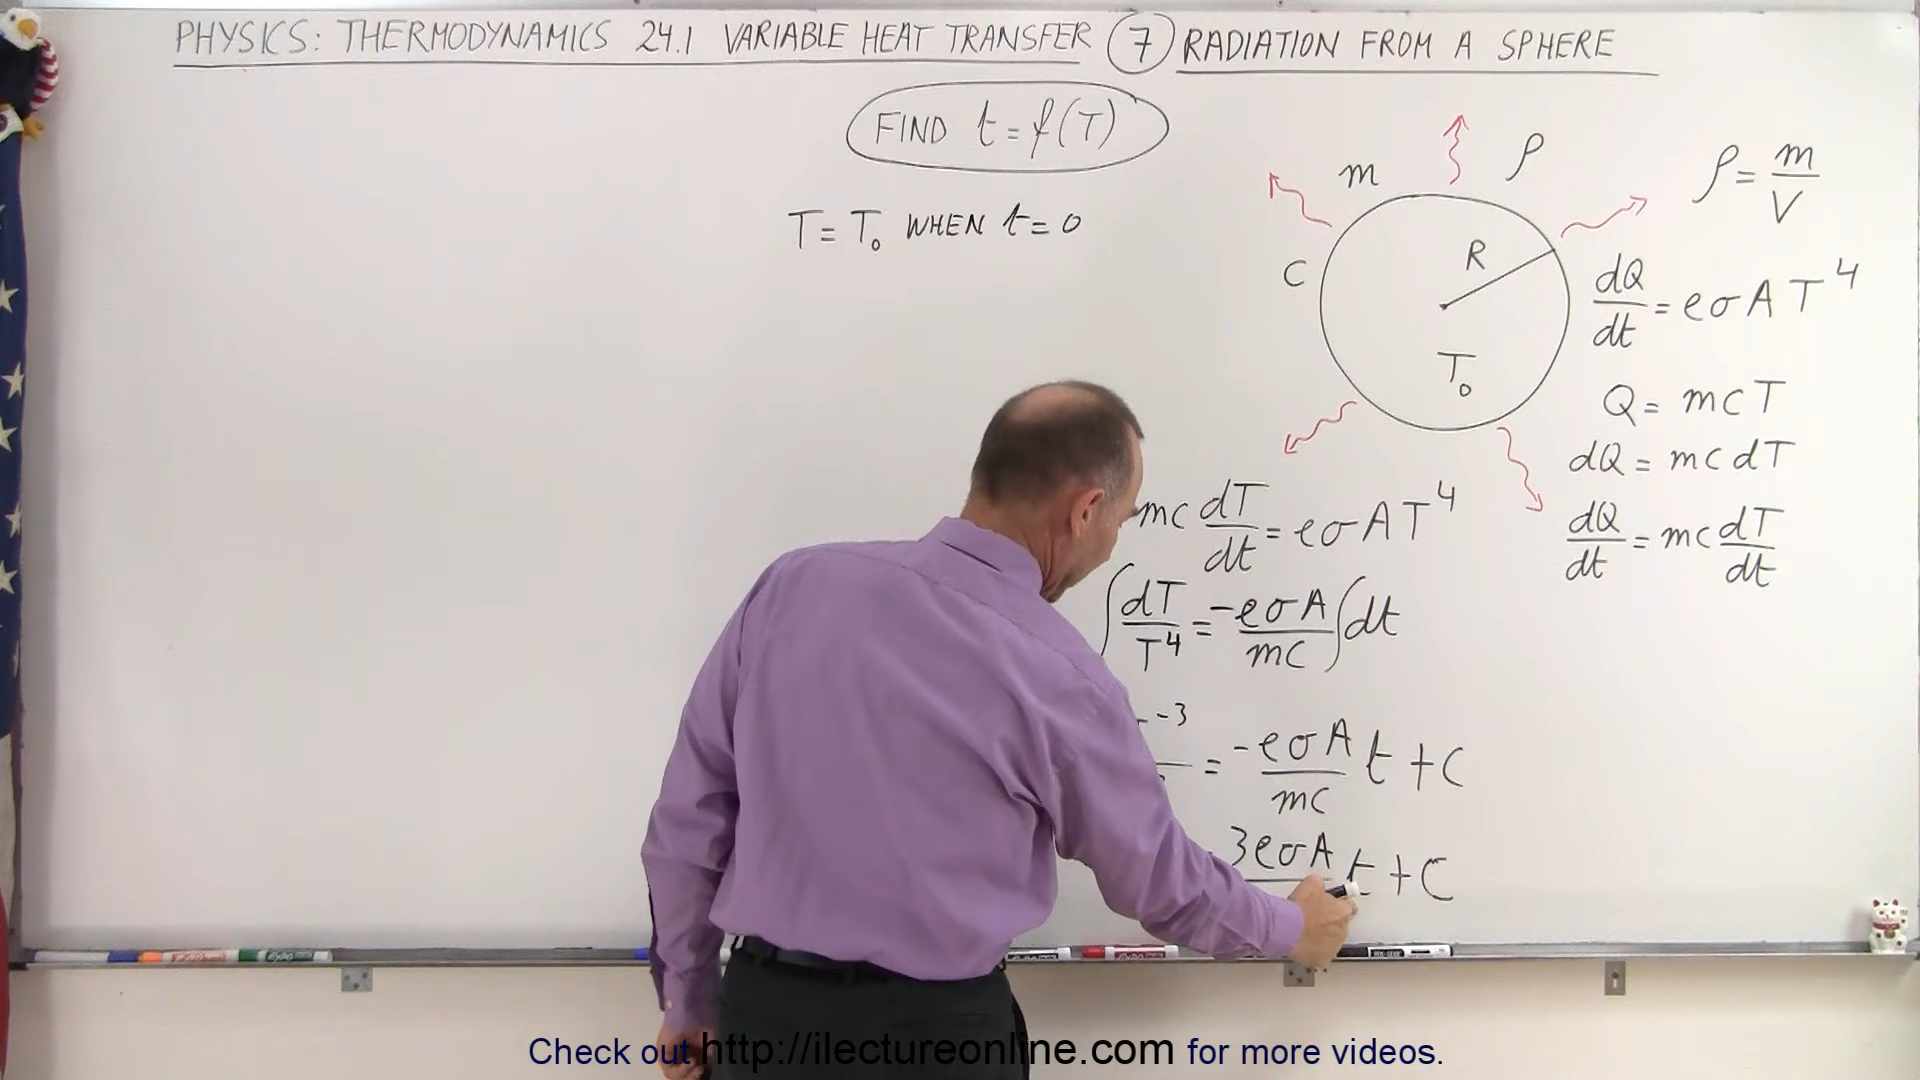 PHYSICS: THERMODYNAMICS 24.1 VARIABLE HEAT TRANSFER 7 RADIATION FROM A SPHERE
FIND t = f(T)
T = T₀ WHEN t = 0
m
ρ
C
R
T₀
ρ = m/V
dQ/dt = eσAT⁴
Q = mcT
dQ = mcdT
dQ/dt = mc dT/dt
mc dT/dt = eσAT⁴
∫ dT/T⁴ = -eσA/mc ∫ dt
-3 = -eσA/mc t + C
3eσA t + C
Check out http://ilectureonline.com for more videos.